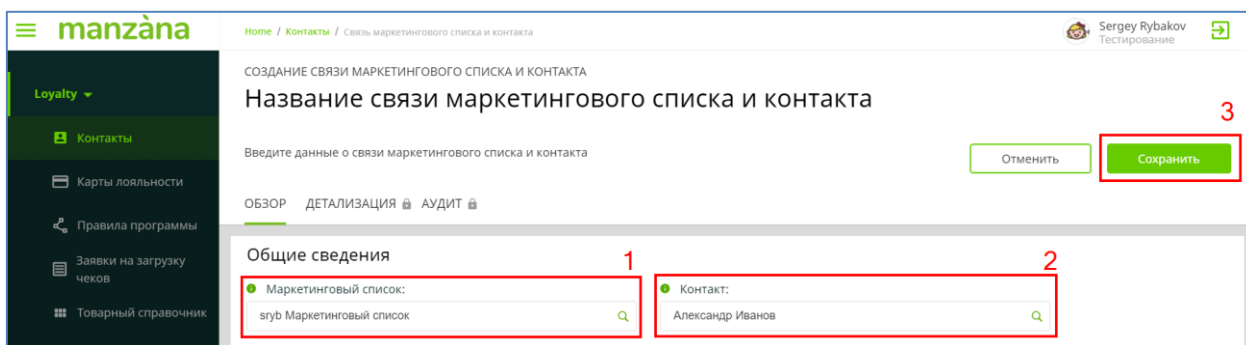 manzàna
Home / Контакты / Связь маркетингового списка и контакта
Sergey Rybakov
Тестирование
Loyalty
Контакты
Карты лояльности
Правила программы
Заявки на загрузку
чеков
Товарный справочник
СОЗДАНИЕ СВЯЗИ МАРКЕТИНГОВОГО СПИСКА И КОНТАКТА
Название связи маркетингового списка и контакта
3
Введите данные о связи маркетингового списка и контакта
Отменить
Сохранить
ОБЗОР ДЕТАЛИЗАЦИЯ АУДИТ
Общие сведения
1
2
Маркетинговый список:
sryb Маркетинговый список
Контакт:
Александр Иванов